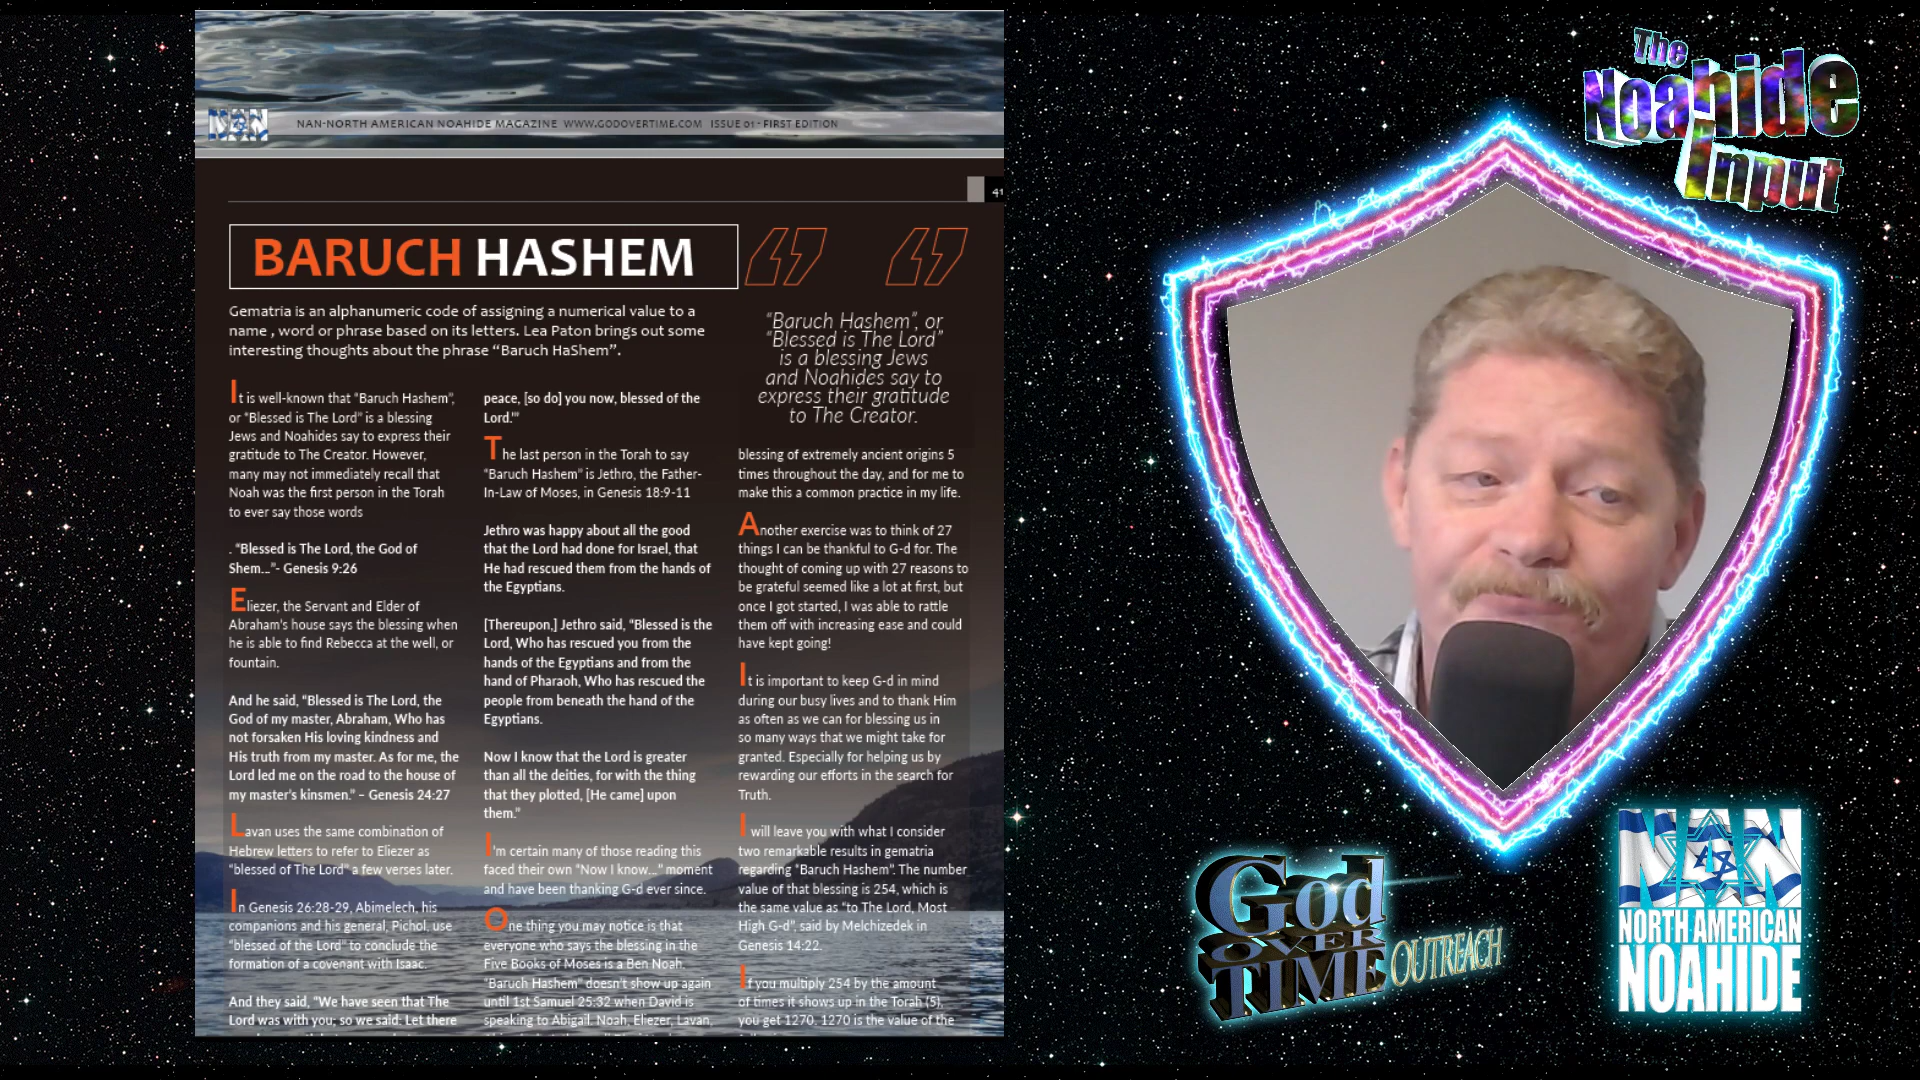 NAN
NAN-NORTH AMERICAN NOAHIDE MAGAZINE WWW.GODOVERTIME.COM ISSUE 01 - FIRST EDITION
41
BARUCH HASHEM
Gematria is an alphanumeric code of assigning a numerical value to a
name , word or phrase based on its letters. Lea Paton brings out some
interesting thoughts about the phrase “Baruch HaShem”.
It is well-known that “Baruch Hashem”,
or “Blessed is The Lord” is a blessing
Jews and Noahides say to express their
gratitude to The Creator. However,
many may not immediately recall that
Noah was the first person in the Torah
to ever say those words
. “Blessed is The Lord, the God of
Shem...”- Genesis 9:26
Eliezer, the Servant and Elder of
Abraham's house says the blessing when
he is able to find Rebecca at the well, or
fountain.
And he said, “Blessed is The Lord, the
God of my master, Abraham, Who has
not forsaken His loving kindness and
His truth from my master. As for me, the
Lord led me on the road to the house of
my master's kinsmen.” – Genesis 24:27
Lavan uses the same combination of
Hebrew letters to refer to Eliezer as
“blessed of The Lord” a few verses later.
In Genesis 26:28-29, Abimelech, his
companions and his general, Pichol, use
“blessed of the Lord” to conclude the
formation of a covenant with Isaac.
And they said, “We have seen that The
Lord was with you; so we said: Let there
peace, [so do] you now, blessed of the
Lord.'”
The last person in the Torah to say
“Baruch Hashem” is Jethro, the Father-
In-Law of Moses, in Genesis 18:9-11
Jethro was happy about all the good
that the Lord had done for Israel, that
He had rescued them from the hands of
the Egyptians.
[Thereupon,] Jethro said, “Blessed is the
Lord, Who has rescued you from the
hands of the Egyptians and from the
hand of Pharaoh, Who has rescued the
people from beneath the hand of the
Egyptians.
Now I know that the Lord is greater
than all the deities, for with the thing
that they plotted, [He came] upon
them.”
I'm certain many of those reading this
faced their own “Now I know...” moment
and have been thanking G-d ever since.
One thing you may notice is that
everyone who says the blessing in the
Five Books of Moses is a Ben Noah.
“Baruch Hashem” doesn't show up again
until 1st Samuel 25:32 when David is
speaking to Abigail. Noah, Eliezer, Lavan,
“Baruch Hashem”, or
“Blessed is The Lord”
is a blessing Jews
and Noahides say to
express their gratitude
to The Creator.
blessing of extremely ancient origins 5
times throughout the day, and for me to
make this a common practice in my life.
Another exercise was to think of 27
things I can be thankful to G-d for. The
thought of coming up with 27 reasons to
be grateful seemed like a lot at first, but
once I got started, I was able to rattle
them off with increasing ease and could
have kept going!
It is important to keep G-d in mind
during our busy lives and to thank Him
as often as we can for blessing us in
so many ways that we might take for
granted. Especially for helping us by
rewarding our efforts in the search for
Truth.
I will leave you with what I consider
two remarkable results in gematria
regarding “Baruch Hashem”. The number
value of that blessing is 254, which is
the same value as “to The Lord, Most
High G-d”, said by Melchizedek in
Genesis 14:22.
If you multiply 254 by the amount
of times it shows up in the Torah (5),
you get 1270. 1270 is the value of the
The
Noahide
Input
God
OVER
TIME OUTREACH
NAN
NORTH AMERICAN
NOAHIDE